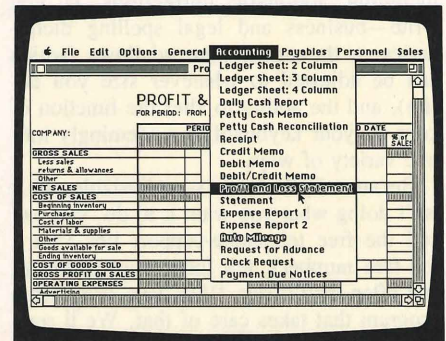 File Edit Options General Accounting Payables Personnel Sales
Ledger Sheet: 2 Column
Ledger Sheet: 3 Column
Ledger Sheet: 4 Column
Daily Cash Report
Petty Cash Memo
Petty Cash Reconciliation
Receipt
Credit Memo
Debit Memo
Debit/Credit Memo
Profit and Loss Statement
Statement
Expense Report 1
Expense Report 2
Auto Mileage
Request for Advance
Check Request
Payment Due Notices
Pro
PROFIT &
FOR PERIOD: FROM
COMPANY:
PERIO
D DATE
% of
SALES
GROSS SALES
Less sales
returns & allowances
Other
NET SALES
COST OF SALES
Beginning inventory
Purchases
Cost of labor
Materials & supplies
Other
Goods available for sale
Ending inventory
COST OF GOODS SOLD
GROSS PROFIT ON SALES
OPERATING EXPENSES
Advertising